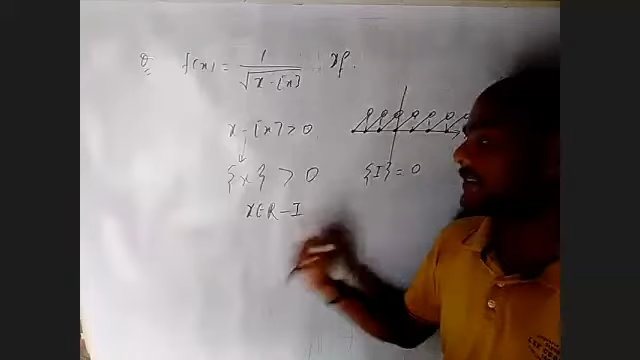 Q f(x) = 1 / √(x - [x]) :, Df.
x - [x] > 0
{x} > 0
{I} = 0
x ∈ R - I